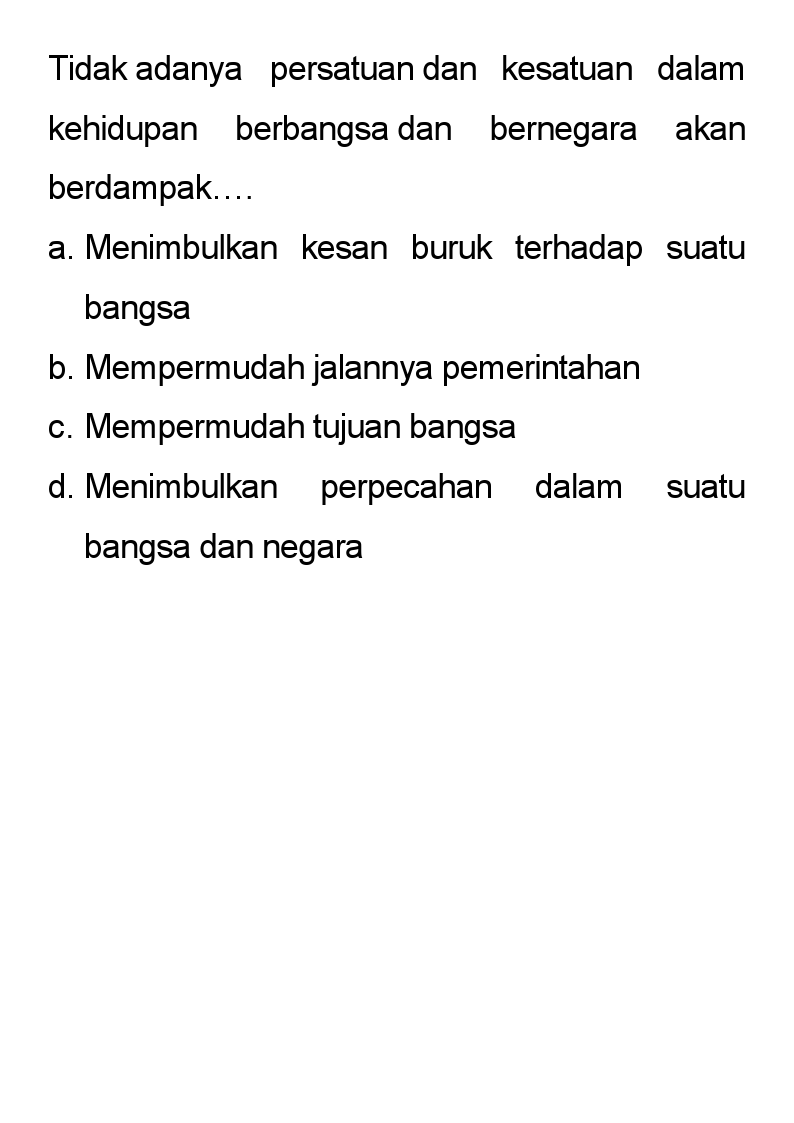 Tidak adanya persatuan dan kesatuan dalam
kehidupan berbangsa dan bernegara akan
berdampak….
a. Menimbulkan kesan buruk terhadap suatu
bangsa
b. Mempermudah jalannya pemerintahan
c. Mempermudah tujuan bangsa
d. Menimbulkan perpecahan dalam suatu
bangsa dan negara